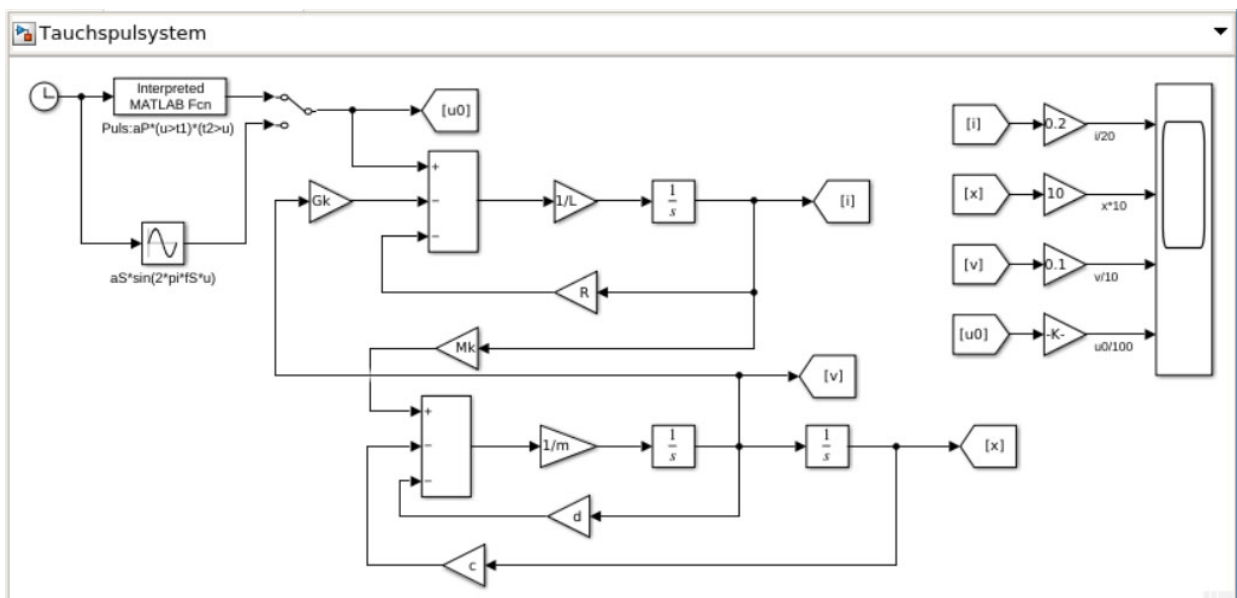 Tauchspulsystem
Interpreted
MATLAB Fcn
Puls:aP*(u>t1)*(t2>u)
[u0]
+
−
−
Gk
1/L
1
s
[i]
R
aS*sin(2*pi*fS*u)
Mk
[v]
+
−
−
1/m
1
s
1
s
[x]
d
c
[i]
0.2
i/20
[x]
10
x*10
[v]
0.1
v/10
[u0]
-K-
u0/100